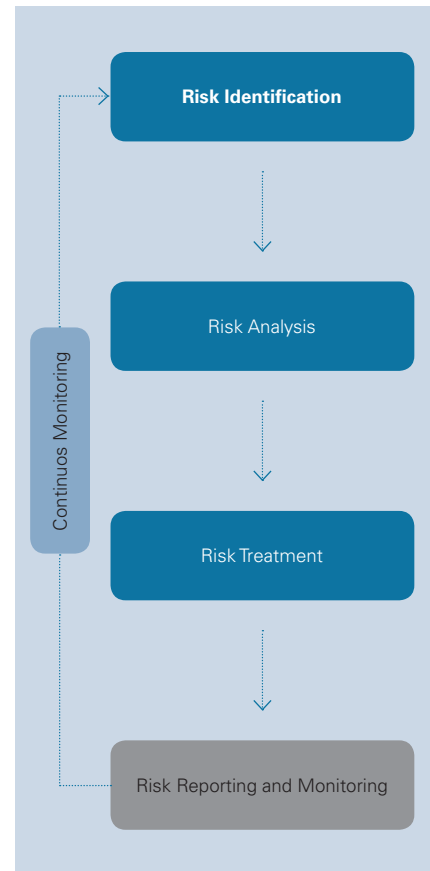 Risk Identification
Risk Analysis
Continuos Monitoring
Risk Treatment
Risk Reporting and Monitoring